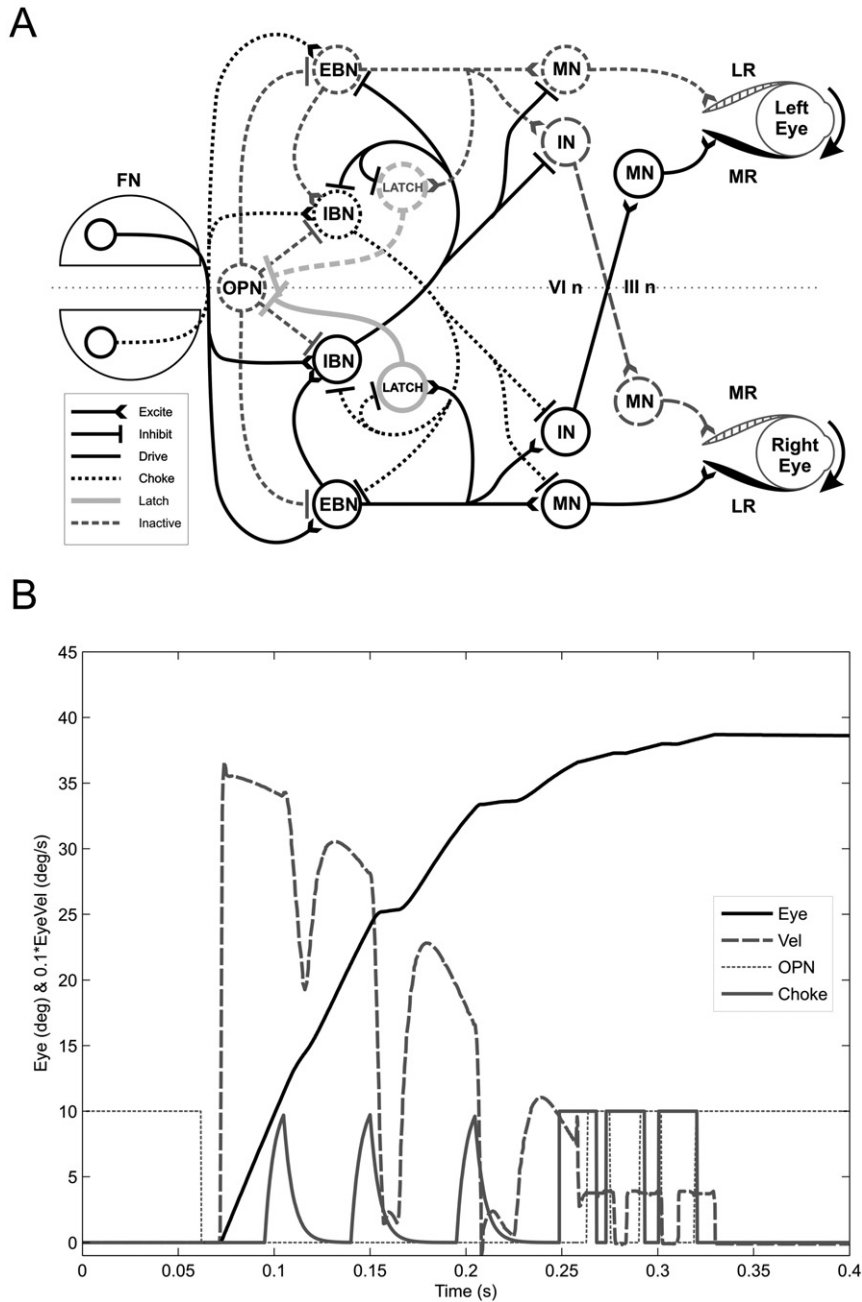 A
FN
EBN
MN
LR
Left
Eye
IN
LATCH
MN
MR
IBN
OPN
VI n
III n
IBN
LATCH
MN
MR
IN
Right
Eye
EBN
MN
LR
Excite
Inhibit
Drive
Choke
Latch
Inactive
B
45
40
35
30
25
20
15
10
5
0
Eye (deg) & 0.1*EyeVel (deg/s)
Eye
Vel
OPN
Choke
0
0.05
0.1
0.15
0.2
0.25
0.3
0.35
0.4
Time (s)